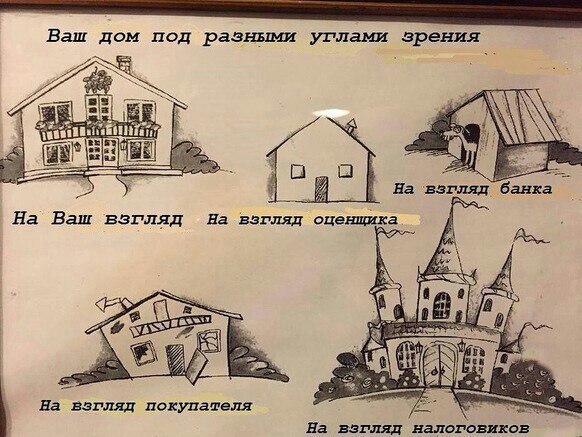 Ваш дом под разными углами зрения
На Ваш взгляд
На взгляд оценщика
На взгляд банка
На взгляд покупателя
На взгляд налоговиков